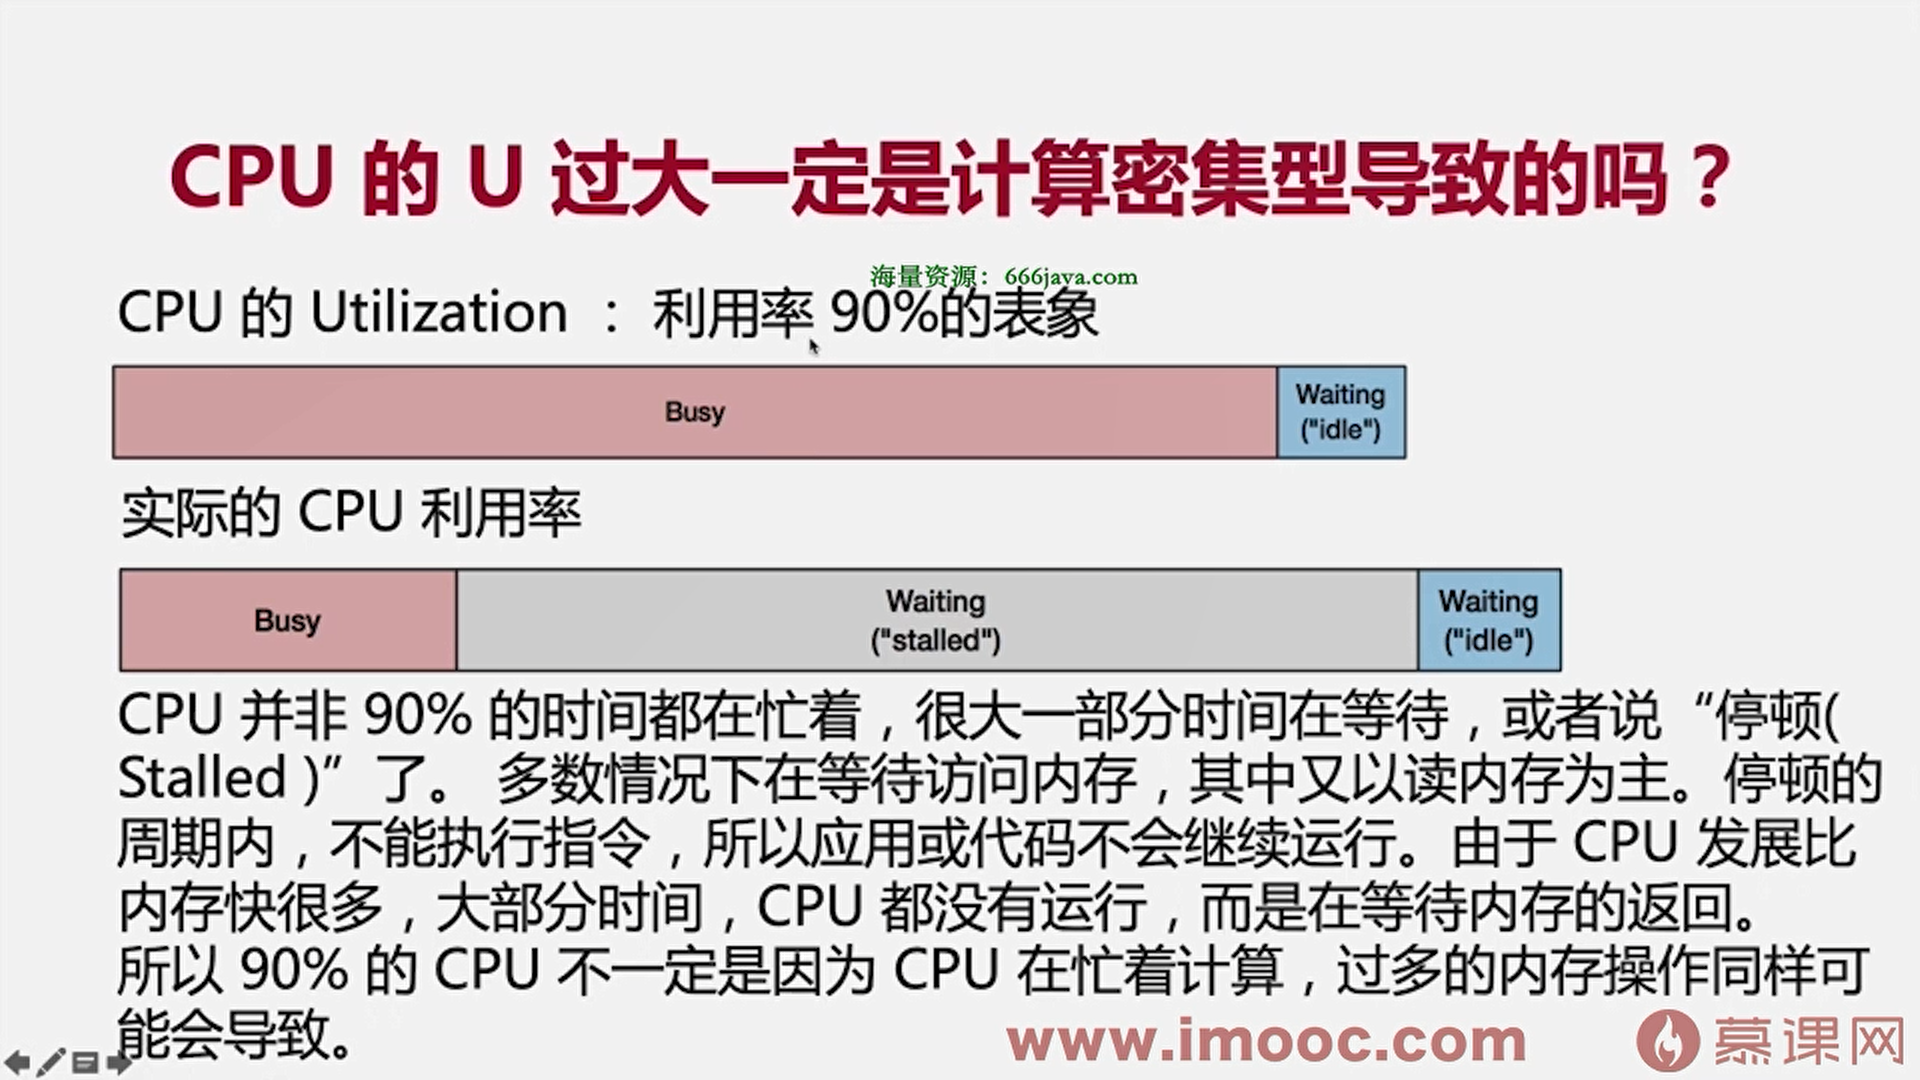 CPU 的 U 过大一定是计算密集型导致的吗？
海量资源：666java.com
CPU 的 Utilization ： 利用率 90%的表象
Busy
Waiting
("idle")
实际的 CPU 利用率
Busy
Waiting
("stalled")
Waiting
("idle")
CPU 并非 90% 的时间都在忙着，很大一部分时间在等待，或者说“停顿(
Stalled )”了。 多数情况下在等待访问内存，其中又以读内存为主。停顿的
周期内，不能执行指令，所以应用或代码不会继续运行。由于 CPU 发展比
内存快很多，大部分时间，CPU 都没有运行，而是在等待内存的返回。
所以 90% 的 CPU 不一定是因为 CPU 在忙着计算，过多的内存操作同样可
能会导致。
www.imooc.com
慕课网